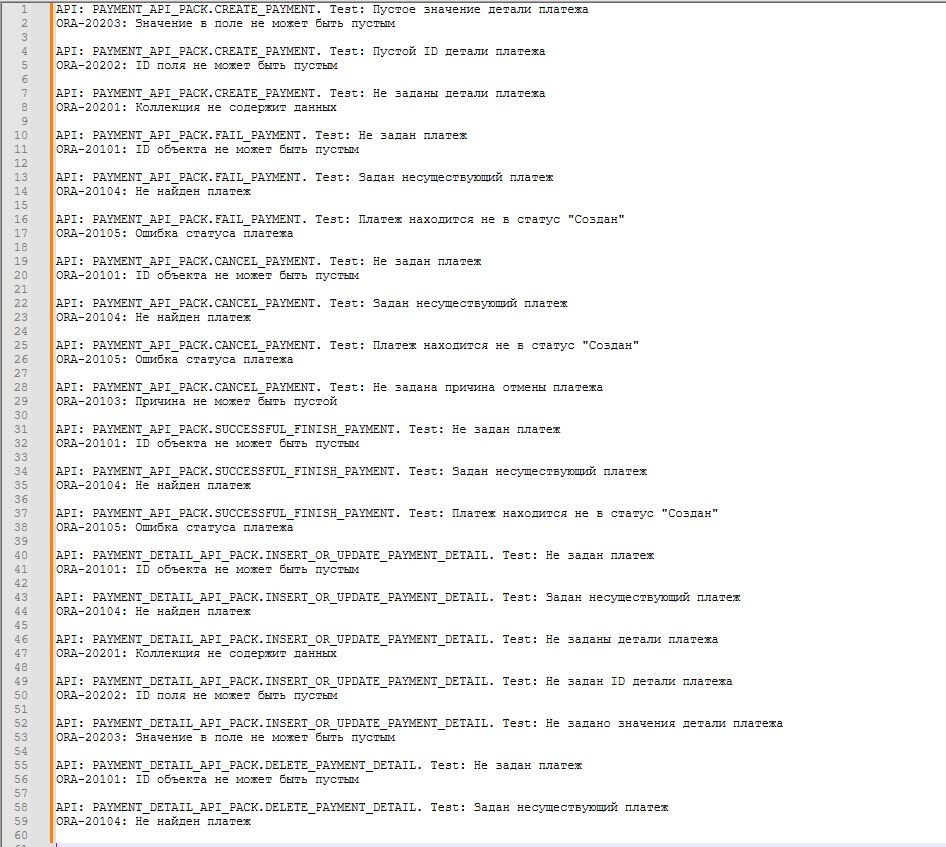 1 API: PAYMENT_API_PACK.CREATE_PAYMENT. Test: Пустое значение детали платежа
2 ORA-20203: Значение в поле не может быть пустым
3
4 API: PAYMENT_API_PACK.CREATE_PAYMENT. Test: Пустой ID детали платежа
5 ORA-20202: ID поля не может быть пустым
6
7 API: PAYMENT_API_PACK.CREATE_PAYMENT. Test: Не заданы детали платежа
8 ORA-20201: Коллекция не содержит данных
9
10 API: PAYMENT_API_PACK.FAIL_PAYMENT. Test: Не задан платеж
11 ORA-20101: ID объекта не может быть пустым
12
13 API: PAYMENT_API_PACK.FAIL_PAYMENT. Test: Задан несуществующий платеж
14 ORA-20104: Не найден платеж
15
16 API: PAYMENT_API_PACK.FAIL_PAYMENT. Test: Платеж находится не в статус "Создан"
17 ORA-20105: Ошибка статуса платежа
18
19 API: PAYMENT_API_PACK.CANCEL_PAYMENT. Test: Не задан платеж
20 ORA-20101: ID объекта не может быть пустым
21
22 API: PAYMENT_API_PACK.CANCEL_PAYMENT. Test: Задан несуществующий платеж
23 ORA-20104: Не найден платеж
24
25 API: PAYMENT_API_PACK.CANCEL_PAYMENT. Test: Платеж находится не в статус "Создан"
26 ORA-20105: Ошибка статуса платежа
27
28 API: PAYMENT_API_PACK.CANCEL_PAYMENT. Test: Не задана причина отмены платежа
29 ORA-20103: Причина не может быть пустой
30
31 API: PAYMENT_API_PACK.SUCCESSFUL_FINISH_PAYMENT. Test: Не задан платеж
32 ORA-20101: ID объекта не может быть пустым
33
34 API: PAYMENT_API_PACK.SUCCESSFUL_FINISH_PAYMENT. Test: Задан несуществующий платеж
35 ORA-20104: Не найден платеж
36
37 API: PAYMENT_API_PACK.SUCCESSFUL_FINISH_PAYMENT. Test: Платеж находится не в статус "Создан"
38 ORA-20105: Ошибка статуса платежа
39
40 API: PAYMENT_DETAIL_API_PACK.INSERT_OR_UPDATE_PAYMENT_DETAIL. Test: Не задан платеж
41 ORA-20101: ID объекта не может быть пустым
42
43 API: PAYMENT_DETAIL_API_PACK.INSERT_OR_UPDATE_PAYMENT_DETAIL. Test: Задан несуществующий платеж
44 ORA-20104: Не найден платеж
45
46 API: PAYMENT_DETAIL_API_PACK.INSERT_OR_UPDATE_PAYMENT_DETAIL. Test: Не заданы детали платежа
47 ORA-20201: Коллекция не содержит данных
48
49 API: PAYMENT_DETAIL_API_PACK.INSERT_OR_UPDATE_PAYMENT_DETAIL. Test: Не задан ID детали платежа
50 ORA-20202: ID поля не может быть пустым
51
52 API: PAYMENT_DETAIL_API_PACK.INSERT_OR_UPDATE_PAYMENT_DETAIL. Test: Не задано значения детали платежа
53 ORA-20203: Значение в поле не может быть пустым
54
55 API: PAYMENT_DETAIL_API_PACK.DELETE_PAYMENT_DETAIL. Test: Не задан платеж
56 ORA-20101: ID объекта не может быть пустым
57
58 API: PAYMENT_DETAIL_API_PACK.DELETE_PAYMENT_DETAIL. Test: Задан несуществующий платеж
59 ORA-20104: Не найден платеж
60